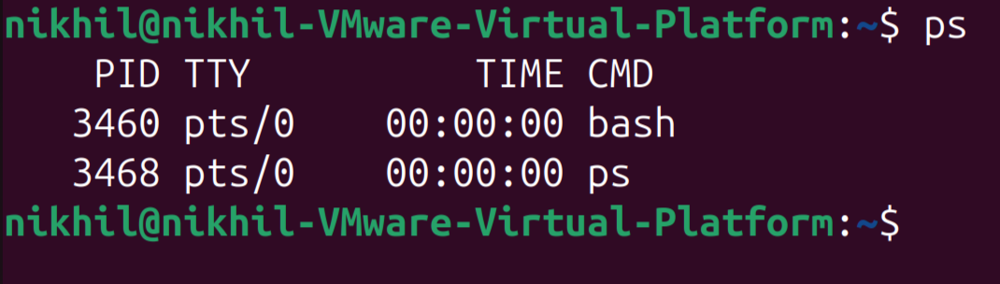 nikhil@nikhil-VMware-Virtual-Platform:~$ ps
    PID TTY          TIME CMD
   3460 pts/0    00:00:00 bash
   3468 pts/0    00:00:00 ps
nikhil@nikhil-VMware-Virtual-Platform:~$